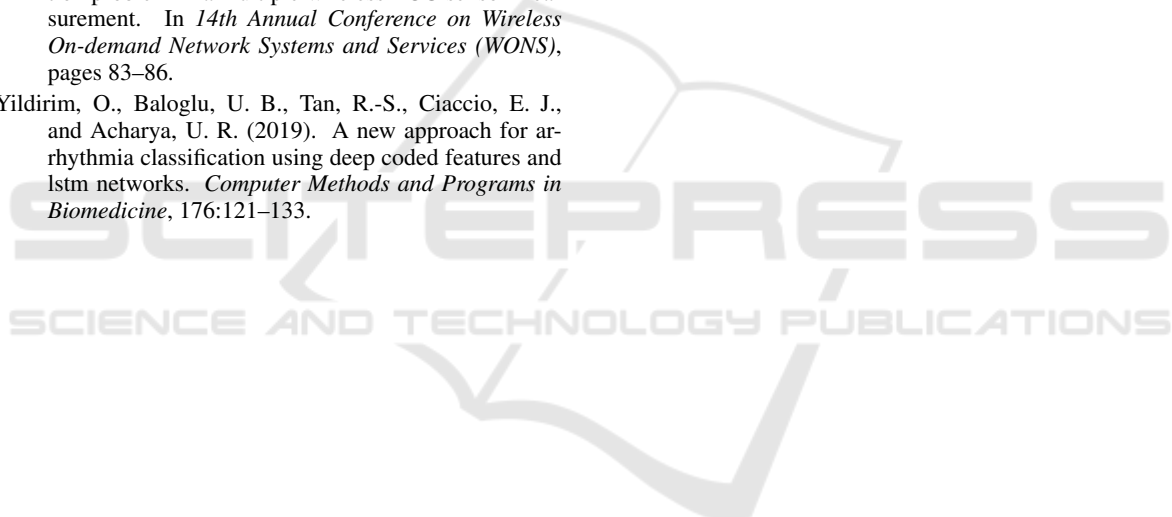 surement. In 14th Annual Conference on Wireless
On-demand Network Systems and Services (WONS),
pages 83–86.
Yildirim, O., Baloglu, U. B., Tan, R.-S., Ciaccio, E. J.,
and Acharya, U. R. (2019). A new approach for ar-
rhythmia classification using deep coded features and
lstm networks. Computer Methods and Programs in
Biomedicine, 176:121–133.
SCITEPRESS
SCIENCE AND TECHNOLOGY PUBLICATIONS